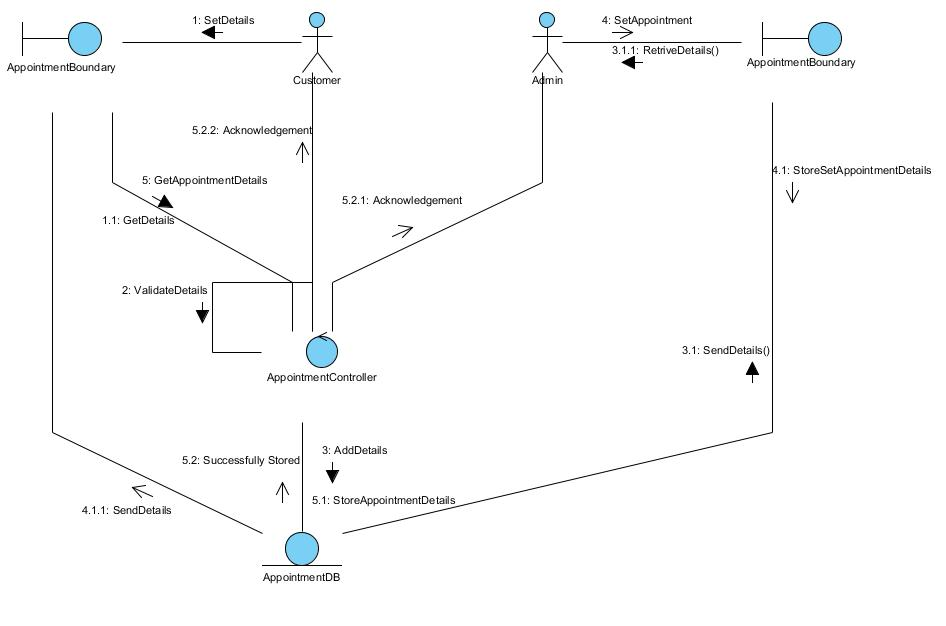 1: SetDetails
4: SetAppointment
3.1.1: RetriveDetails()
AppointmentBoundary
Customer
Admin
AppointmentBoundary
5.2.2: Acknowledgement
4.1: StoreSetAppointmentDetails
5: GetAppointmentDetails
5.2.1: Acknowledgement
1.1: GetDetails
2: ValidateDetails
3.1: SendDetails()
AppointmentController
3: AddDetails
5.2: Successfully Stored
5.1: StoreAppointmentDetails
4.1.1: SendDetails
AppointmentDB